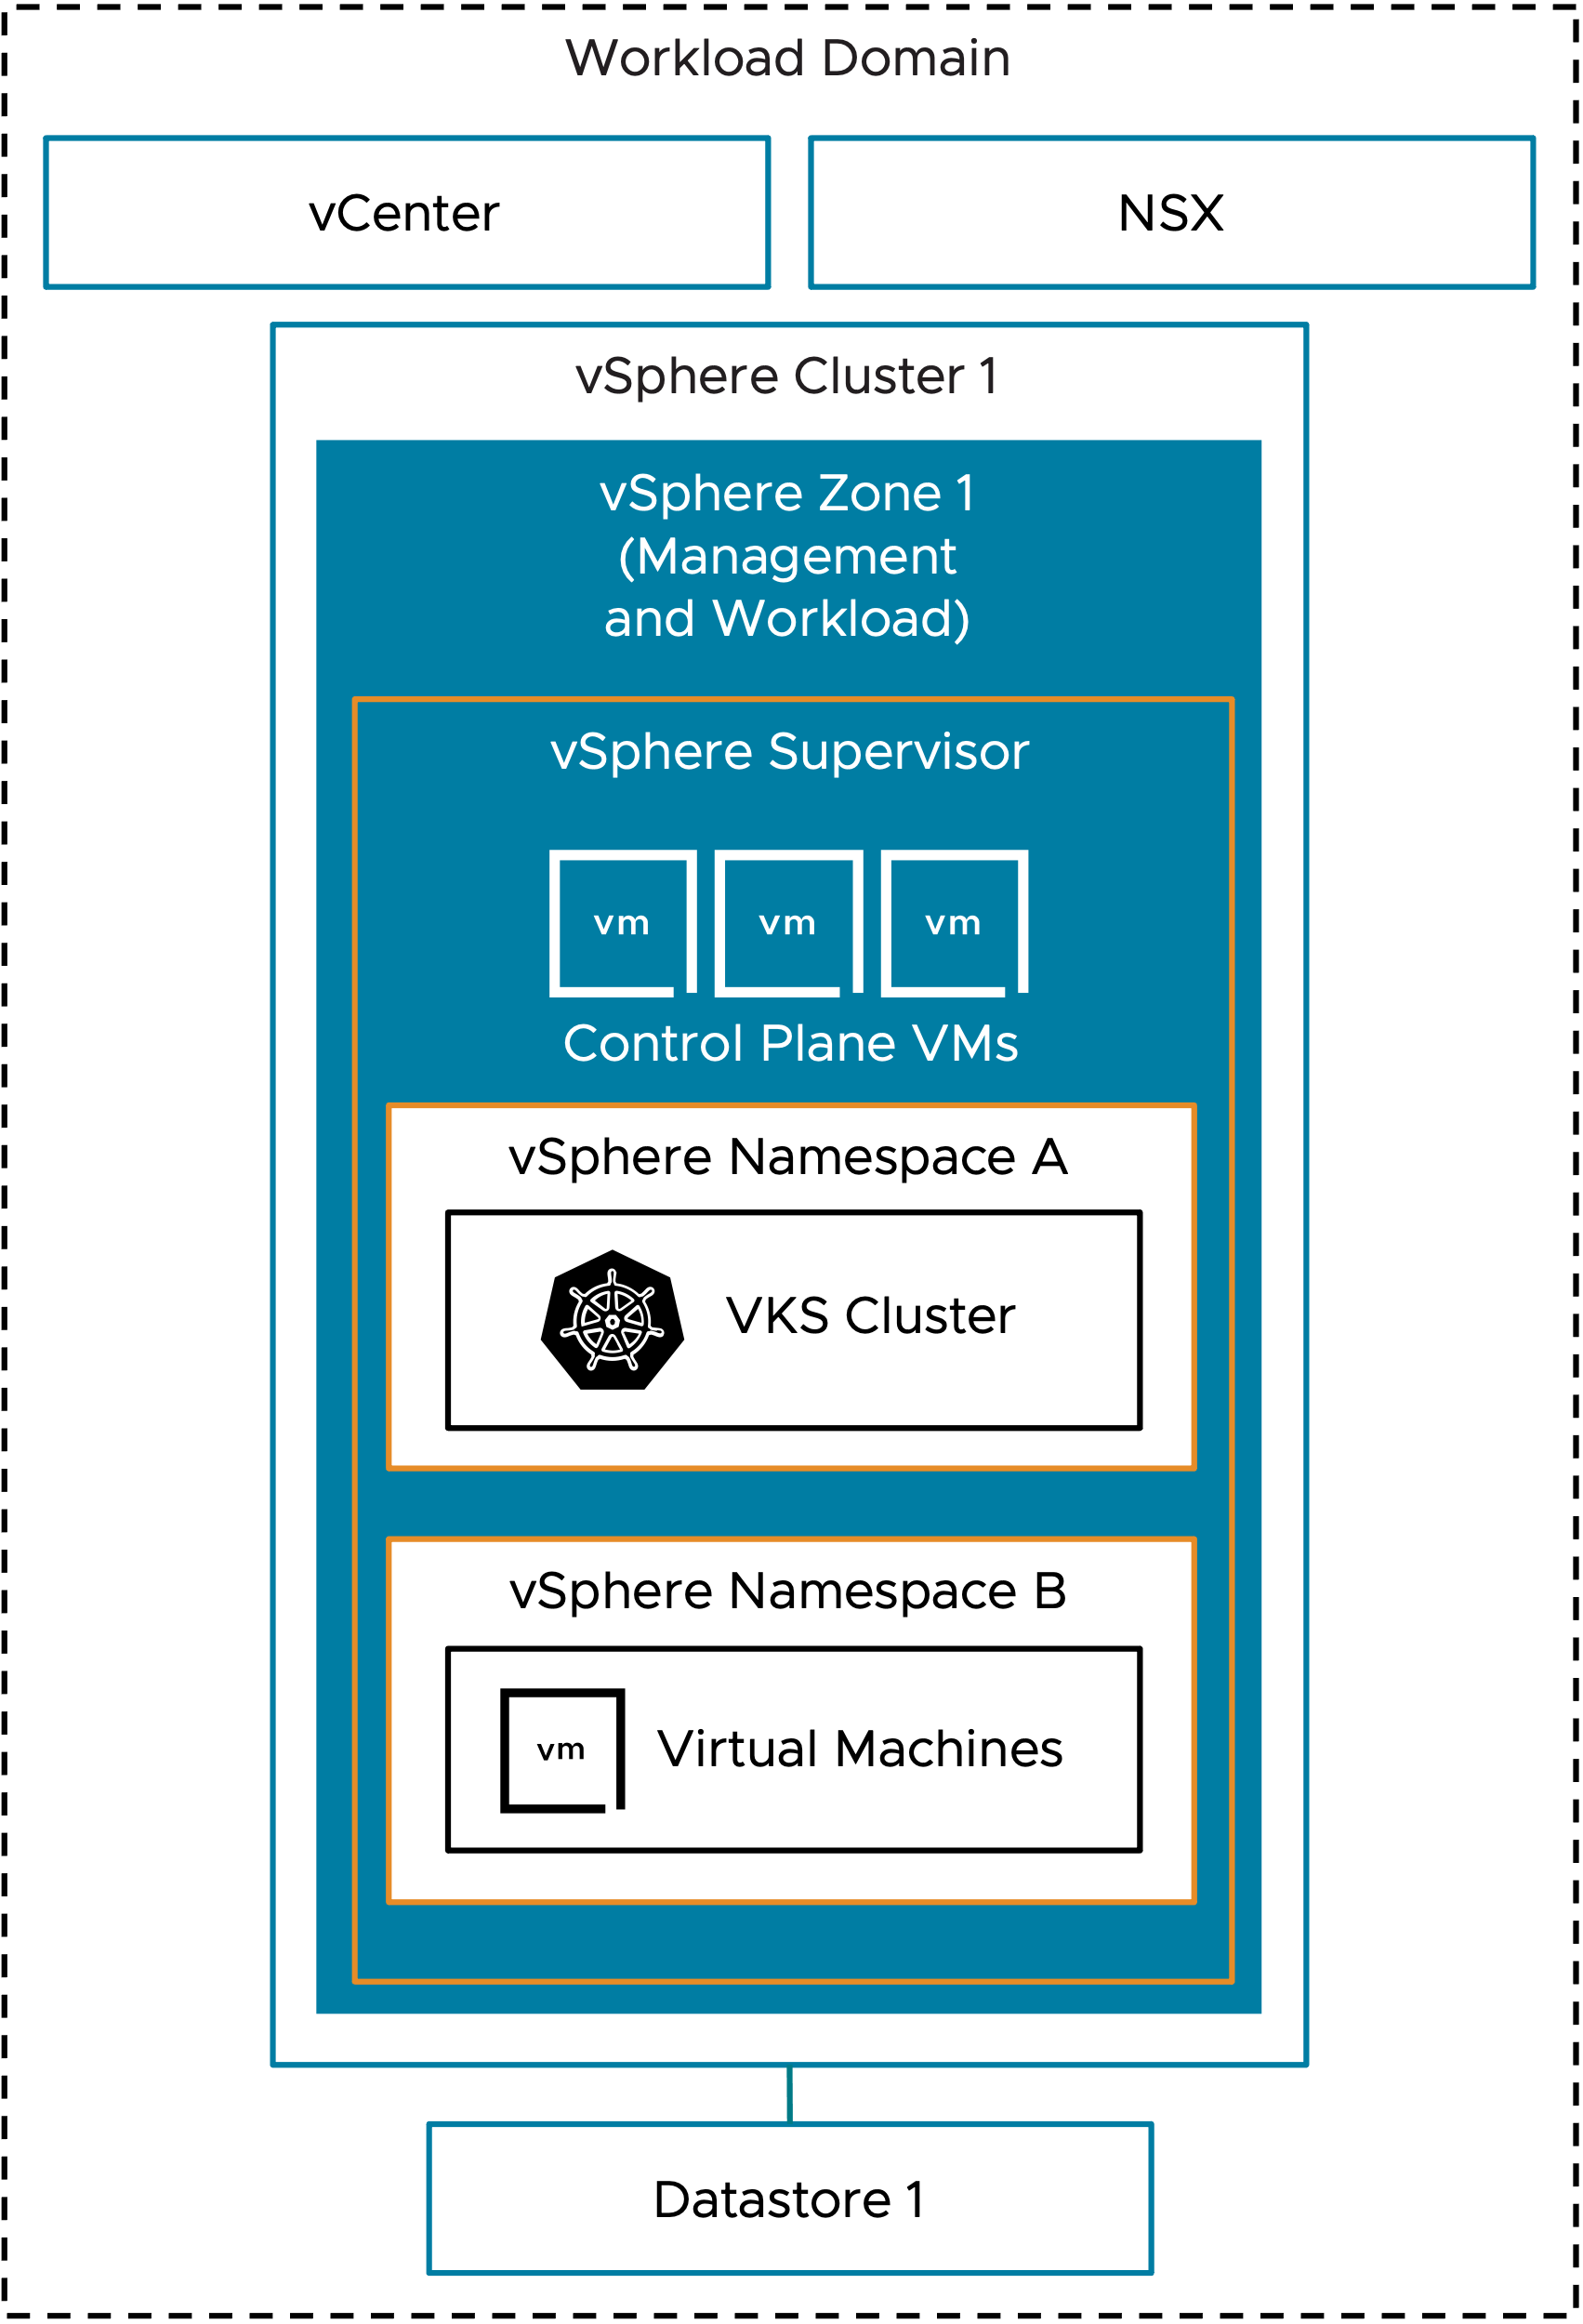 Workload Domain
vCenter
NSX
vSphere Cluster 1
vSphere Zone 1
(Management
and Workload)
vSphere Supervisor
vm
vm
vm
Control Plane VMs
vSphere Namespace A
VKS Cluster
vSphere Namespace B
vm
Virtual Machines
Datastore 1